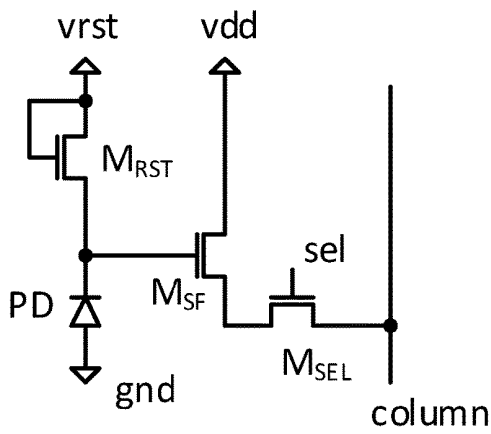 vrst
vdd
MRST
sel
PD
MSF
MSEL
gnd
column